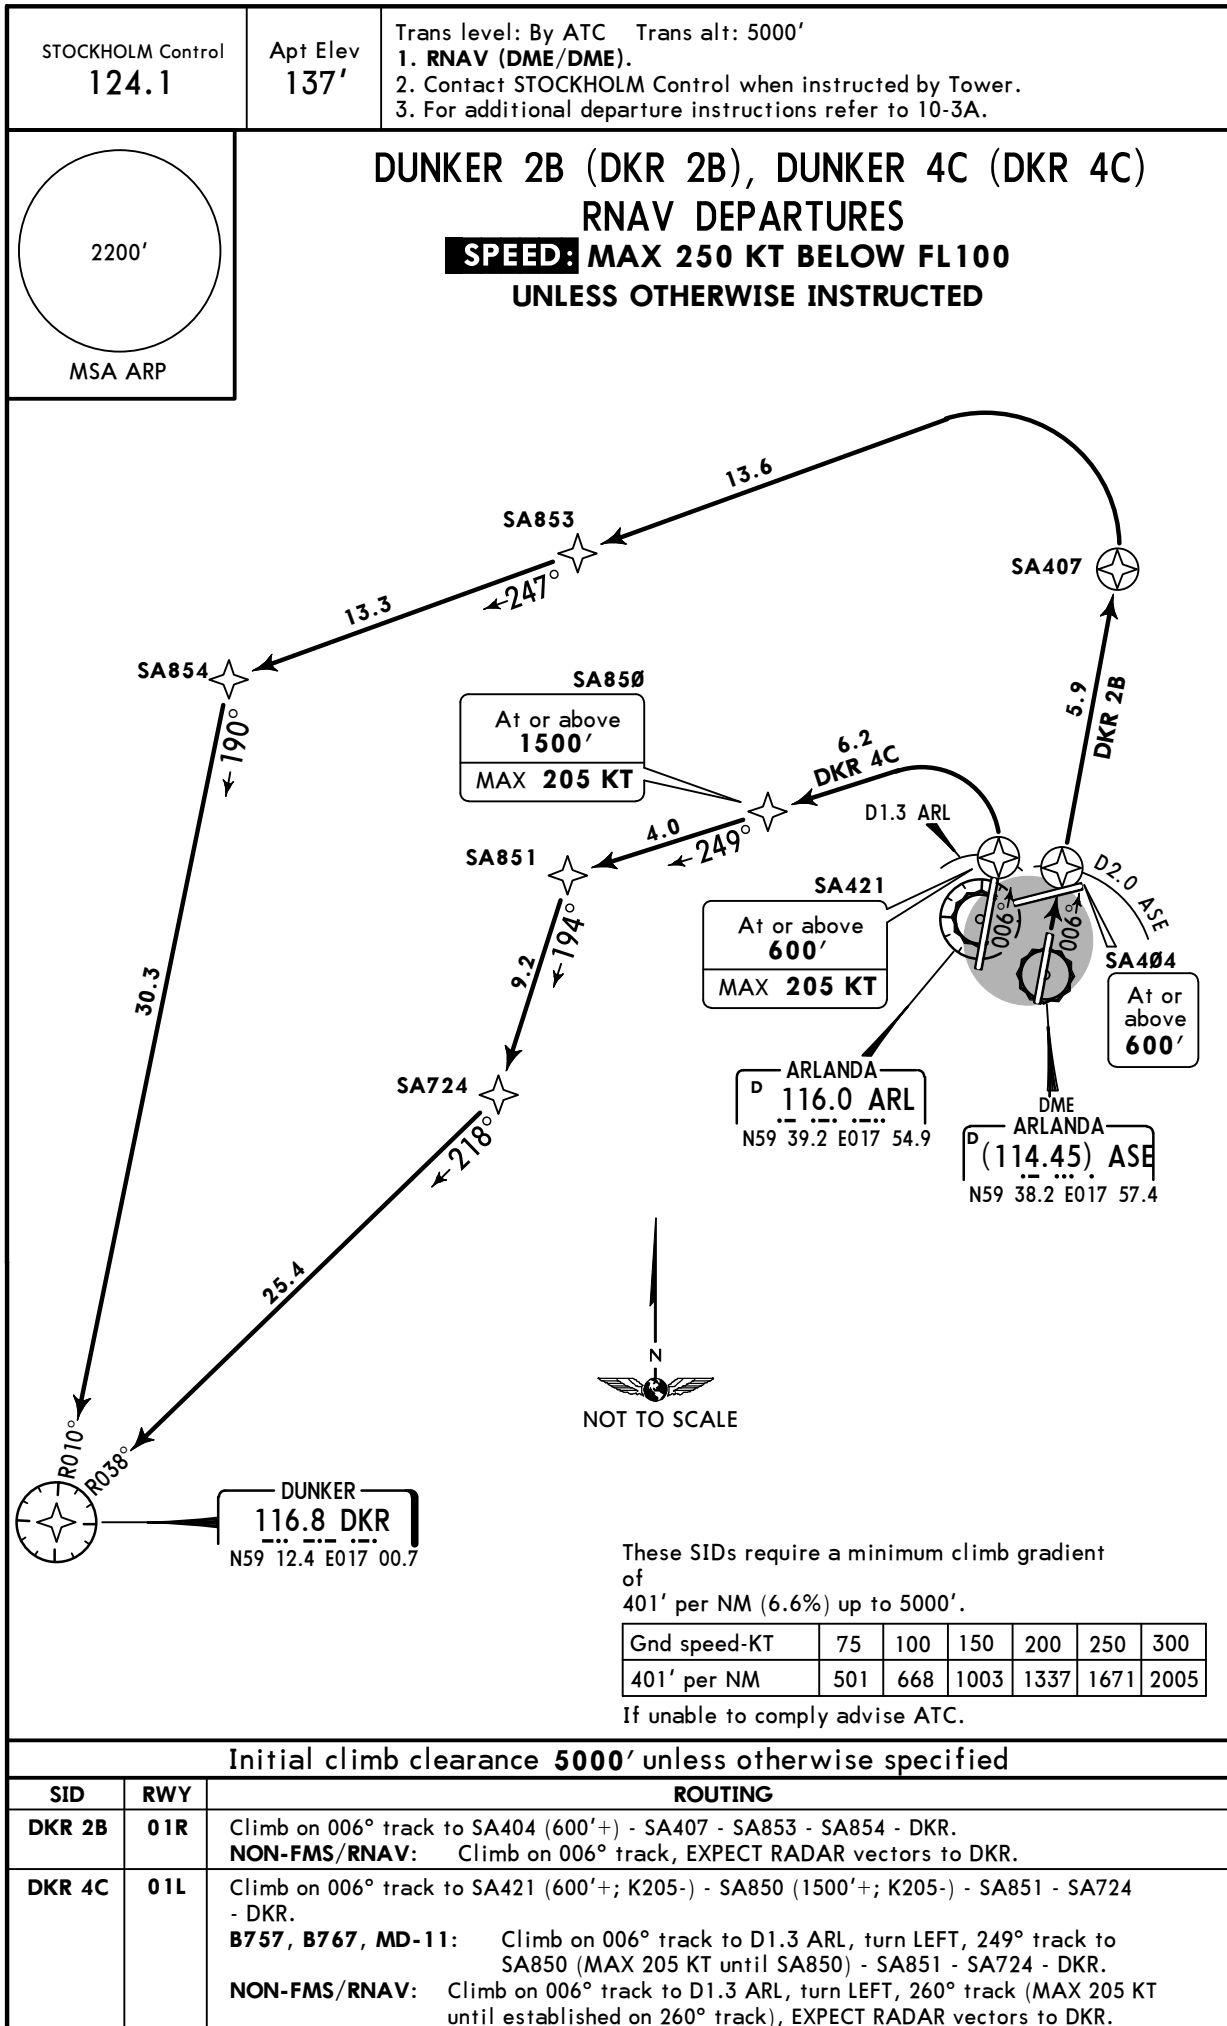 STOCKHOLM Control
124.1
Apt Elev
137'
Trans level: By ATC Trans alt: 5000'
1. RNAV (DME/DME).
2. Contact STOCKHOLM Control when instructed by Tower.
3. For additional departure instructions refer to 10-3A.
2200'
MSA ARP
DUNKER 2B (DKR 2B), DUNKER 4C (DKR 4C)
RNAV DEPARTURES
SPEED: MAX 250 KT BELOW FL100
UNLESS OTHERWISE INSTRUCTED
13.6
SA853
SA407
247°
13.3
SA854
190°
SA85Ø
At or above
1500'
MAX 205 KT
5.9
DKR 2B
6.2
DKR 4C
D1.3 ARL
4.0
249°
SA851
194°
9.2
D2.0 ASE
SA421
At or above
600'
MAX 205 KT
006°
006°
SA4Ø4
At or
above
600'
30.3
SA724
218°
25.4
ARLANDA
D 116.0 ARL
N59 39.2 E017 54.9
DME
ARLANDA
D (114.45) ASE
N59 38.2 E017 57.4
N
NOT TO SCALE
R010°
R038°
DUNKER
116.8 DKR
N59 12.4 E017 00.7
These SIDs require a minimum climb gradient
of
401' per NM (6.6%) up to 5000'.
Gnd speed-KT 75 100 150 200 250 300
401' per NM 501 668 1003 1337 1671 2005
If unable to comply advise ATC.
Initial climb clearance 5000' unless otherwise specified
SID RWY ROUTING
DKR 2B 01R Climb on 006° track to SA404 (600'+) - SA407 - SA853 - SA854 - DKR.
NON-FMS/RNAV: Climb on 006° track, EXPECT RADAR vectors to DKR.
DKR 4C 01L Climb on 006° track to SA421 (600'+; K205-) - SA850 (1500'+; K205-) - SA851 - SA724
- DKR.
B757, B767, MD-11: Climb on 006° track to D1.3 ARL, turn LEFT, 249° track to
SA850 (MAX 205 KT until SA850) - SA851 - SA724 - DKR.
NON-FMS/RNAV: Climb on 006° track to D1.3 ARL, turn LEFT, 260° track (MAX 205 KT
until established on 260° track), EXPECT RADAR vectors to DKR.